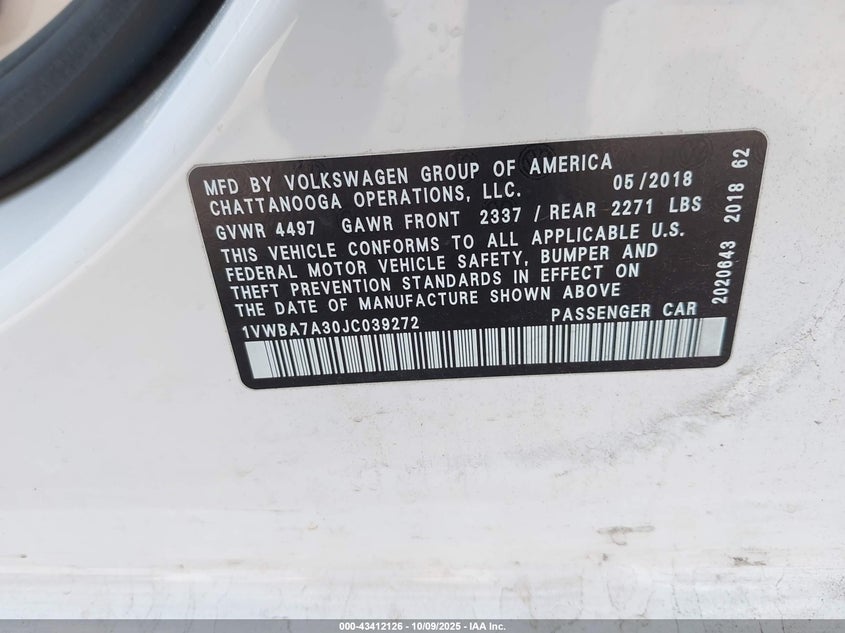 MFD BY VOLKSWAGEN GROUP OF AMERICA
CHATTANOOGA OPERATIONS, LLC. 05/2018
GVWR 4497 GAWR FRONT 2337 / REAR 2271 LBS
THIS VEHICLE CONFORMS TO ALL APPLICABLE U.S.
FEDERAL MOTOR VEHICLE SAFETY, BUMPER AND
THEFT PREVENTION STANDARDS IN EFFECT ON
THE DATE OF MANUFACTURE SHOWN ABOVE
1VWBA7A30JC039272 PASSENGER CAR
2020643 2018 62
000-43412126 - 10/09/2025 - IAA Inc.